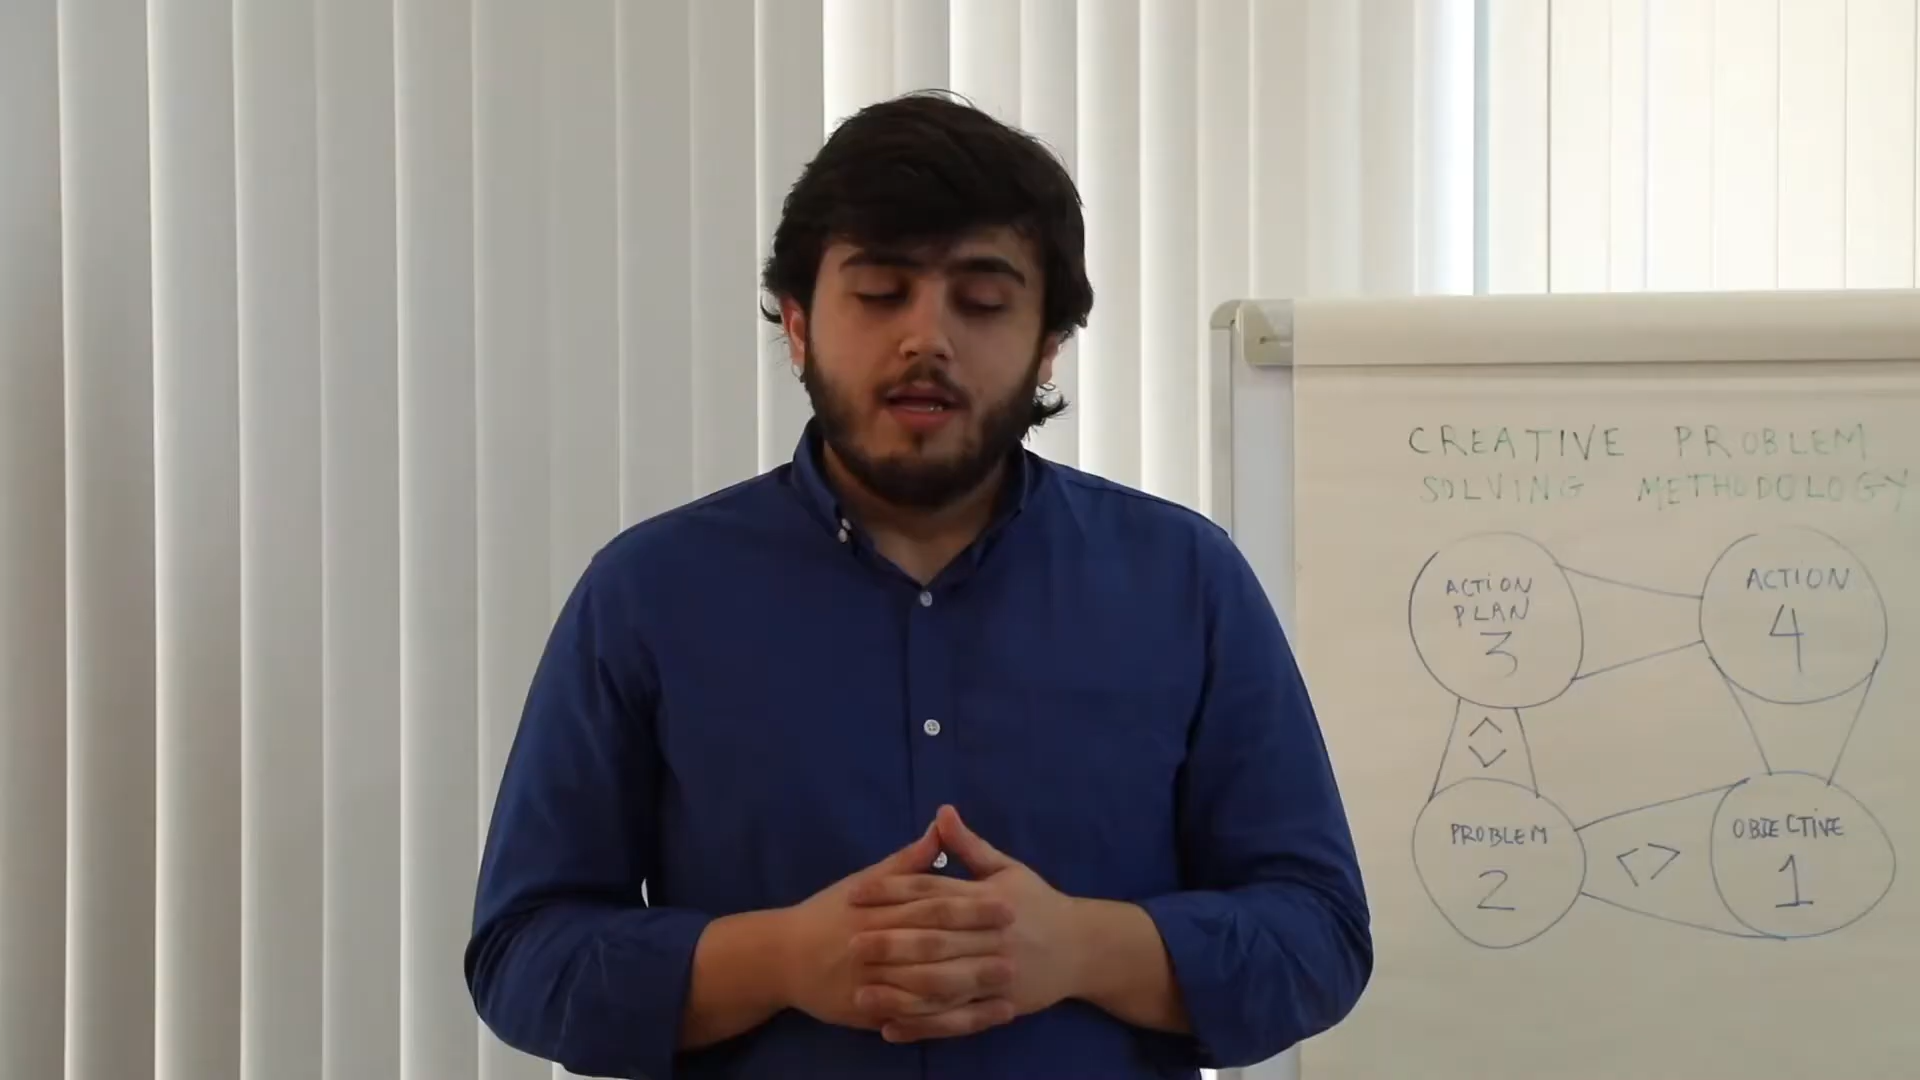 CREATIVE PROBLEM
SOLVING METHODOLOGY
ACTION
PLAN
3
ACTION
4
PROBLEM
2
<>
OBJECTIVE
1